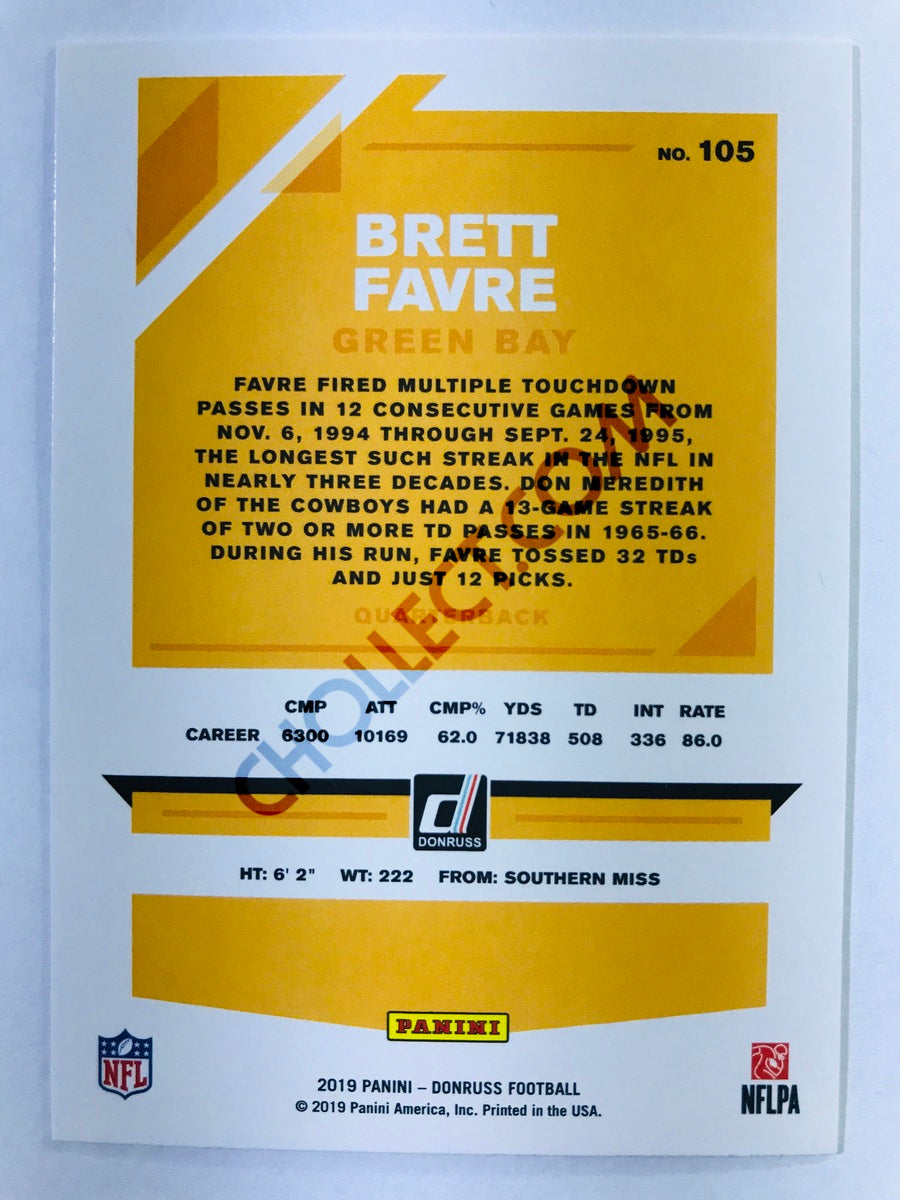 NO. 105
BRETT
FAVRE
GREEN BAY
FAVRE FIRED MULTIPLE TOUCHDOWN
PASSES IN 12 CONSECUTIVE GAMES FROM
NOV. 6, 1994 THROUGH SEPT. 24, 1995,
THE LONGEST SUCH STREAK IN THE NFL IN
NEARLY THREE DECADES. DON MEREDITH
OF THE COWBOYS HAD A 13-GAME STREAK
OF TWO OR MORE TD PASSES IN 1965-66.
DURING HIS RUN, FAVRE TOSSED 32 TDs
AND JUST 12 PICKS.
QUARTERBACK
CHOLLECT.COM
CMP ATT CMP% YDS TD INT RATE
CAREER 6300 10169 62.0 71838 508 336 86.0
d
DONRUSS
HT: 6' 2" WT: 222 FROM: SOUTHERN MISS
PANINI
NFL
2019 PANINI – DONRUSS FOOTBALL
© 2019 Panini America, Inc. Printed in the USA.
NFLPA